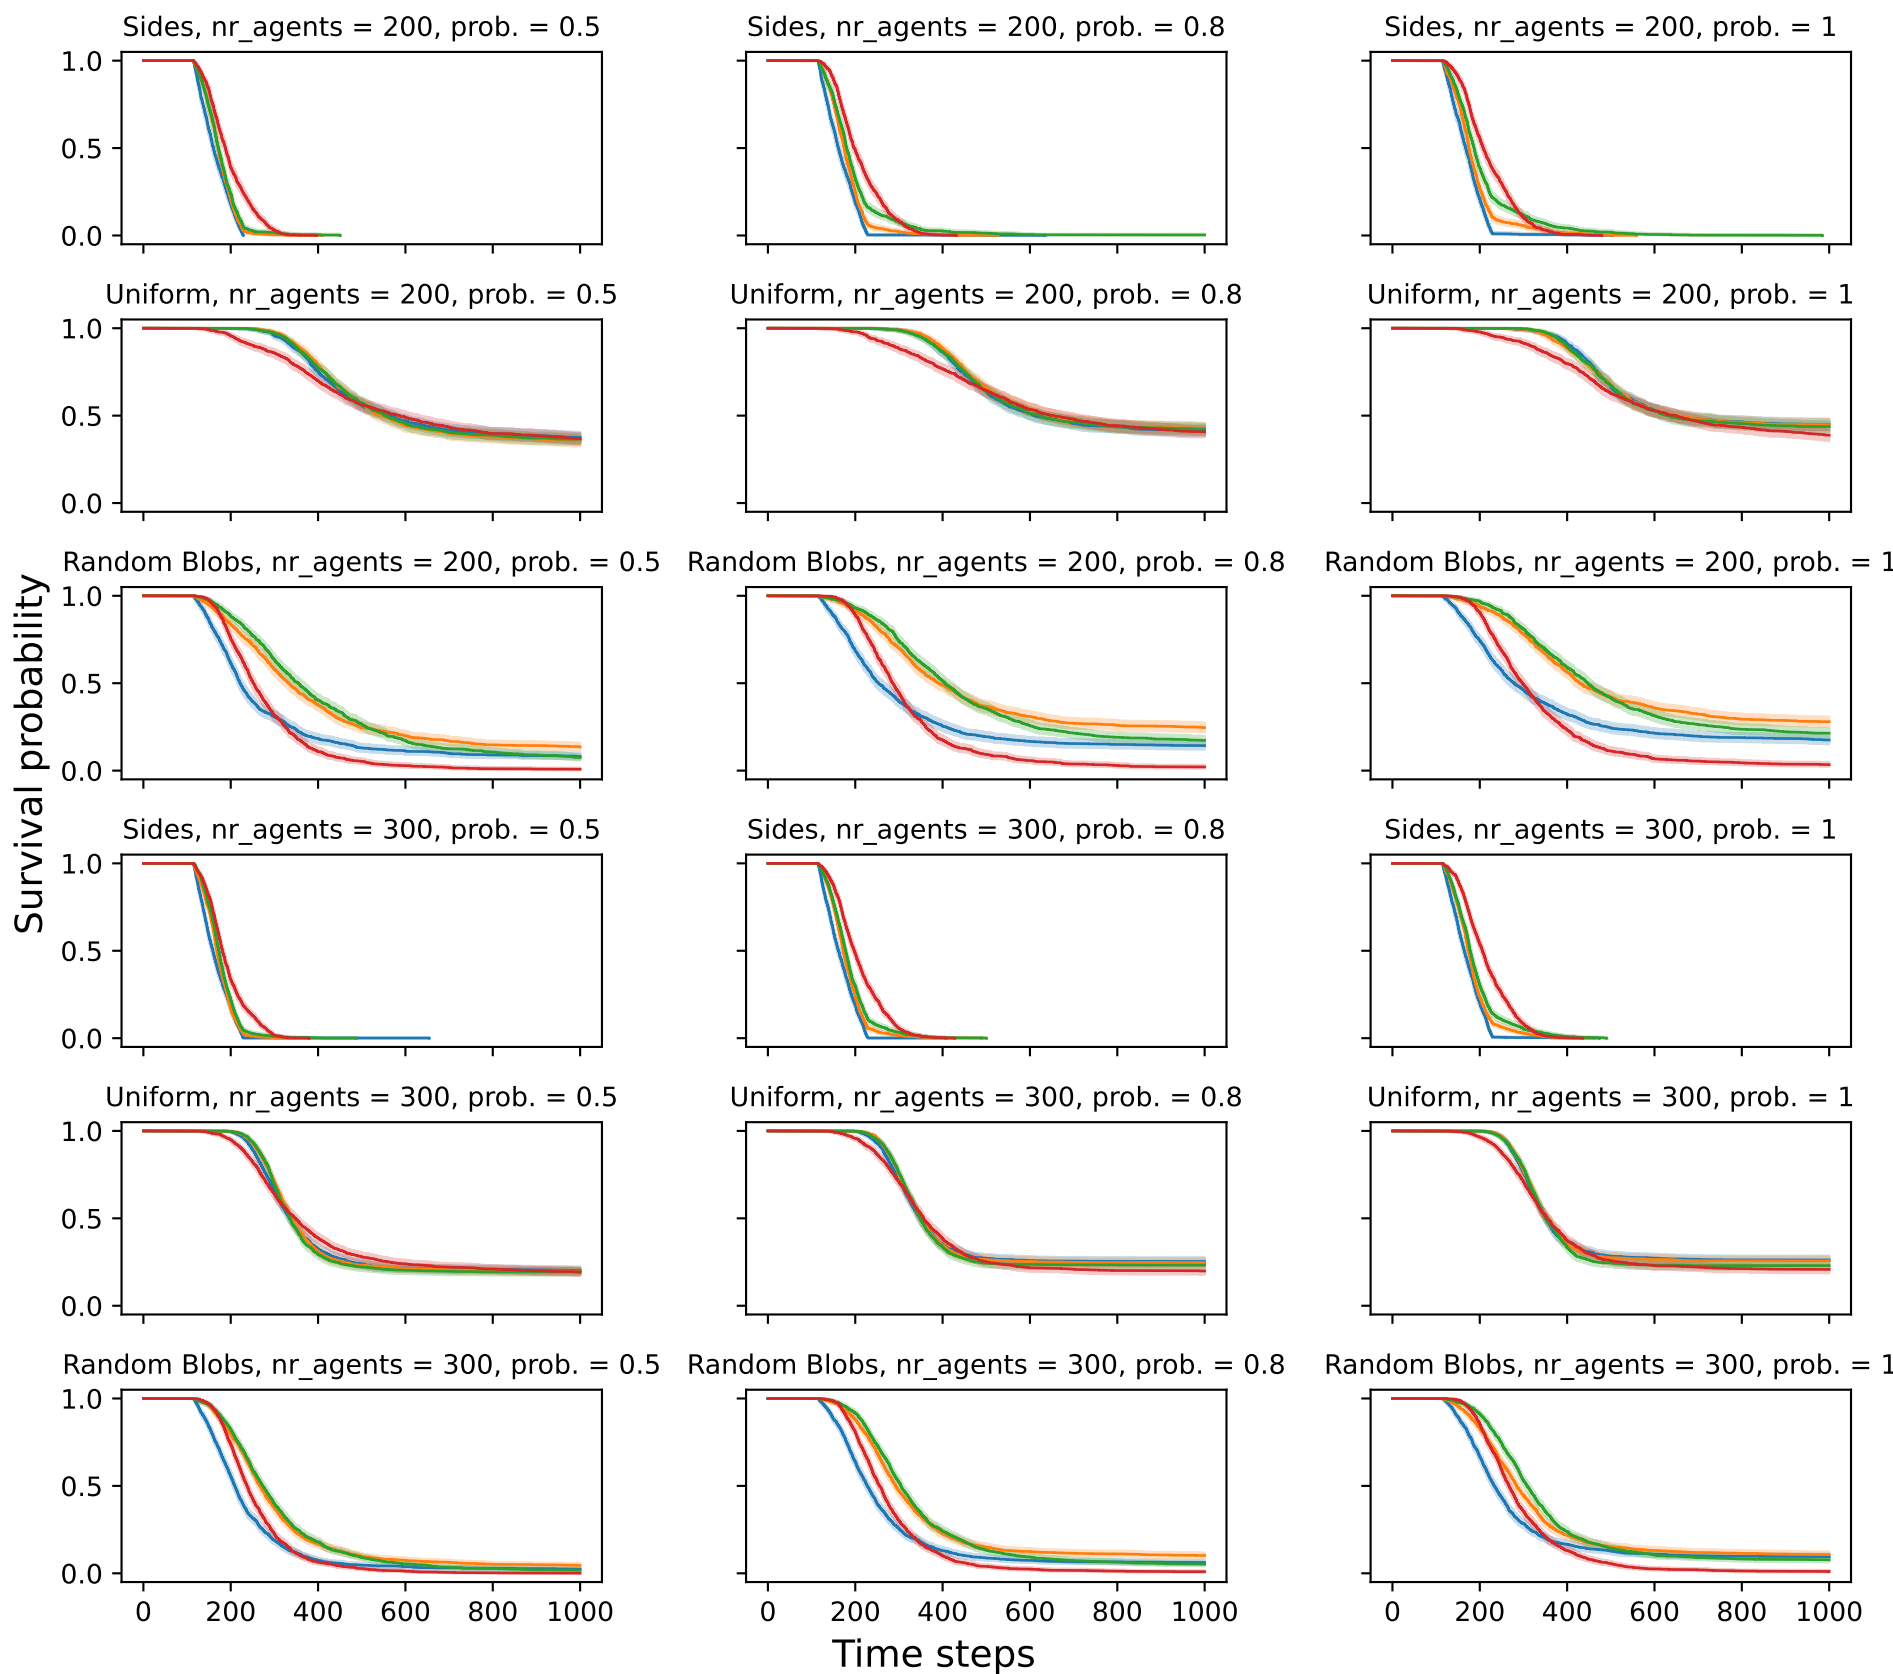 Sides, nr_agents = 200, prob. = 0.5
Sides, nr_agents = 200, prob. = 0.8
Sides, nr_agents = 200, prob. = 1
1.0
0.5
0.0
Uniform, nr_agents = 200, prob. = 0.5
Uniform, nr_agents = 200, prob. = 0.8
Uniform, nr_agents = 200, prob. = 1
1.0
0.5
0.0
Random Blobs, nr_agents = 200, prob. = 0.5
Random Blobs, nr_agents = 200, prob. = 0.8
Random Blobs, nr_agents = 200, prob. = 1
1.0
0.5
0.0
Survival probability
Sides, nr_agents = 300, prob. = 0.5
Sides, nr_agents = 300, prob. = 0.8
Sides, nr_agents = 300, prob. = 1
1.0
0.5
0.0
Uniform, nr_agents = 300, prob. = 0.5
Uniform, nr_agents = 300, prob. = 0.8
Uniform, nr_agents = 300, prob. = 1
1.0
0.5
0.0
Random Blobs, nr_agents = 300, prob. = 0.5
Random Blobs, nr_agents = 300, prob. = 0.8
Random Blobs, nr_agents = 300, prob. = 1
1.0
0.5
0.0
0 200 400 600 800 1000
0 200 400 600 800 1000
0 200 400 600 800 1000
Time steps